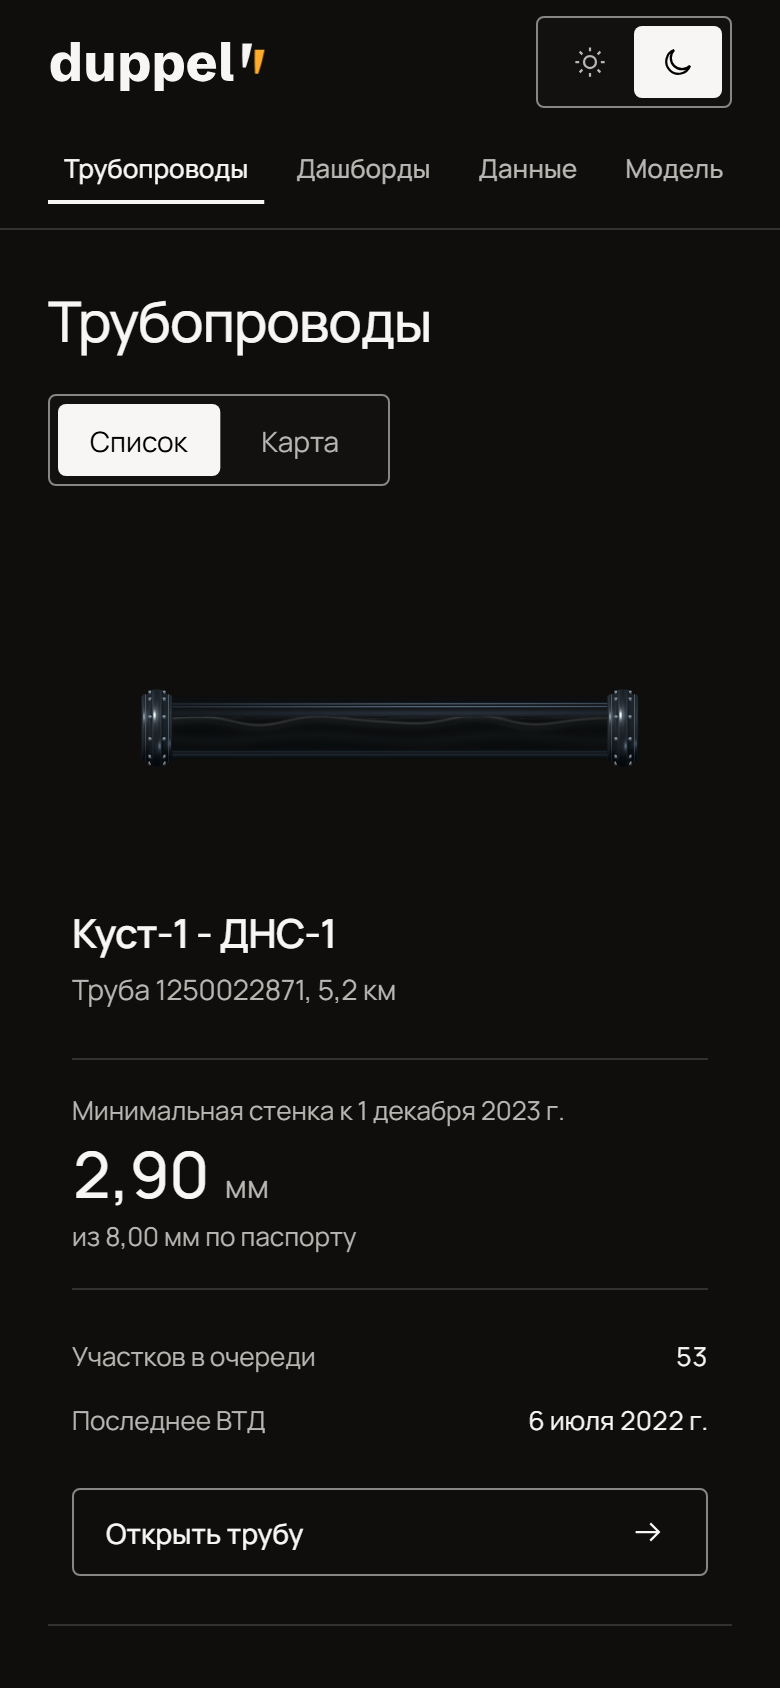 duppel
Трубопроводы Дашборды Данные Модель
Трубопроводы
Список Карта
Куст-1 - ДНС-1
Труба 1250022871, 5,2 км
Минимальная стенка к 1 декабря 2023 г.
2,90 мм
из 8,00 мм по паспорту
Участков в очереди 53
Последнее ВТД 6 июля 2022 г.
Открыть трубу →